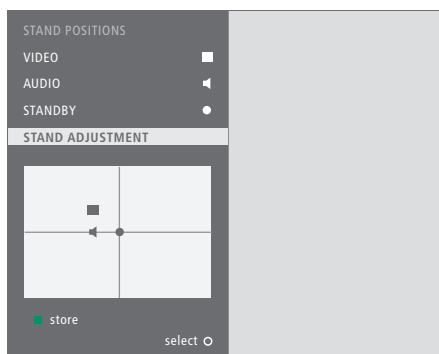 STAND POSITIONS
VIDEO
AUDIO
STANDBY
STAND ADJUSTMENT
store
select